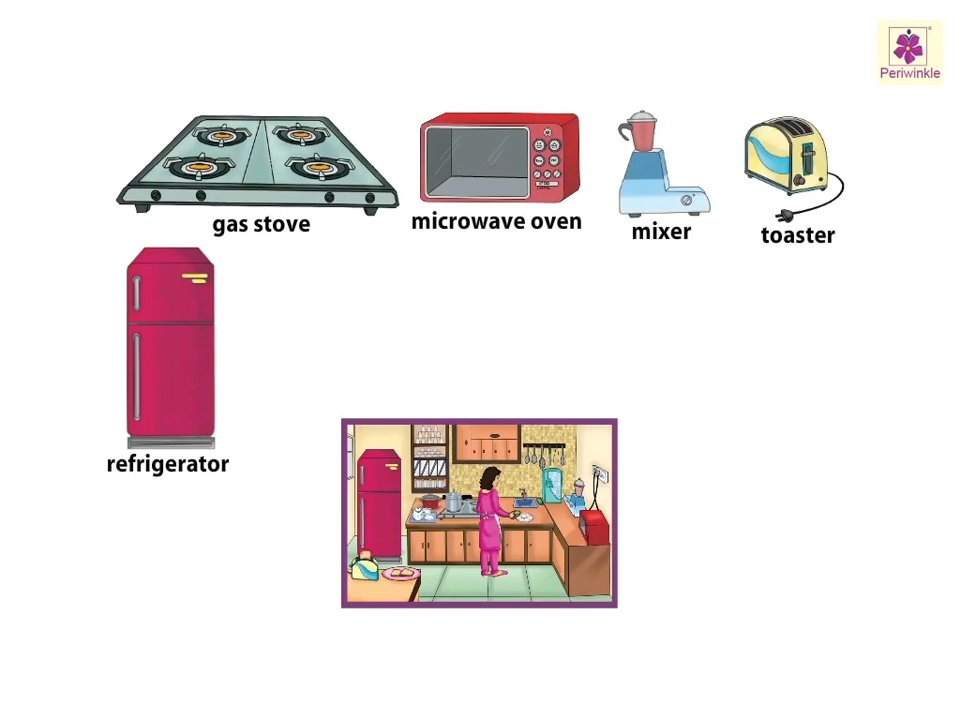 Periwinkle
gas stove
microwave oven
mixer
toaster
refrigerator